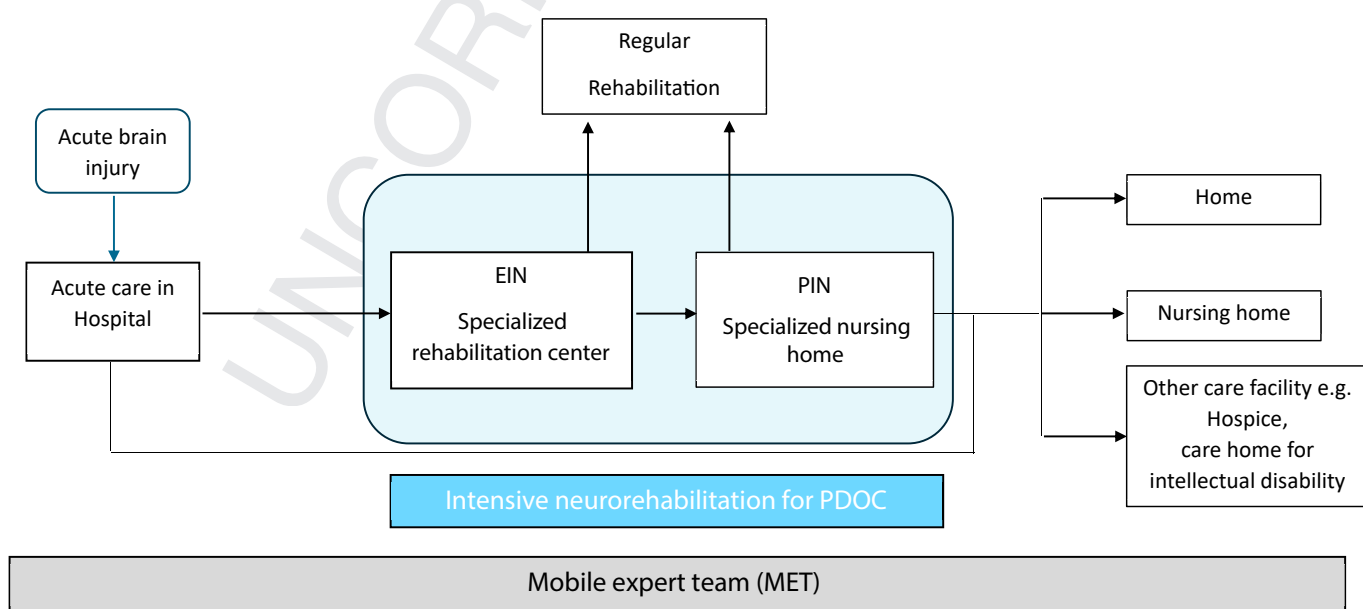 Regular
Rehabilitation
Acute brain
injury
Acute care in
Hospital
EIN
Specialized
rehabilitation center
PIN
Specialized nursing
home
Home
Nursing home
Other care facility e.g.
Hospice,
care home for
intellectual disability
Intensive neurorehabilitation for PDOC
Mobile expert team (MET)